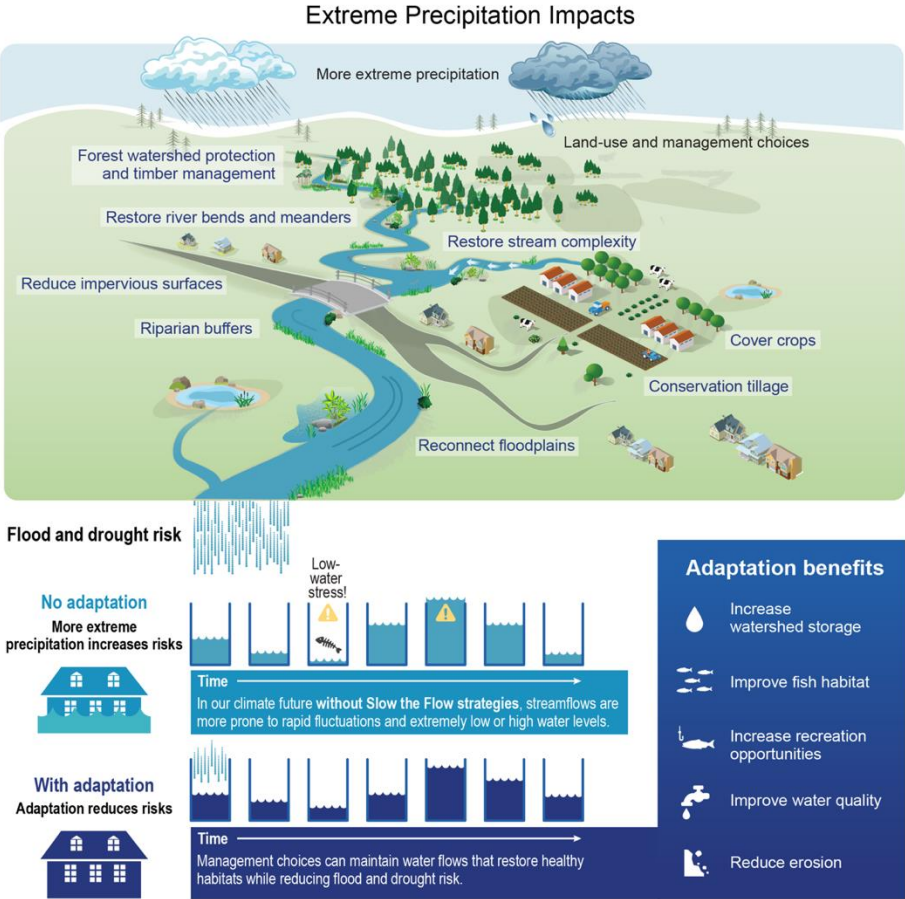 Extreme Precipitation Impacts
More extreme precipitation
Land-use and management choices
Forest watershed protection
and timber management
Restore river bends and meanders
Restore stream complexity
Reduce impervious surfaces
Riparian buffers
Cover crops
Conservation tillage
Reconnect floodplains
Flood and drought risk
Low-
water
stress!
No adaptation
More extreme
precipitation increases risks
Time
In our climate future without Slow the Flow strategies, streamflows are
more prone to rapid fluctuations and extremely low or high water levels.
With adaptation
Adaptation reduces risks
Time
Management choices can maintain water flows that restore healthy
habitats while reducing flood and drought risk.
Adaptation benefits
Increase
watershed storage
Improve fish habitat
Increase recreation
opportunities
Improve water quality
Reduce erosion